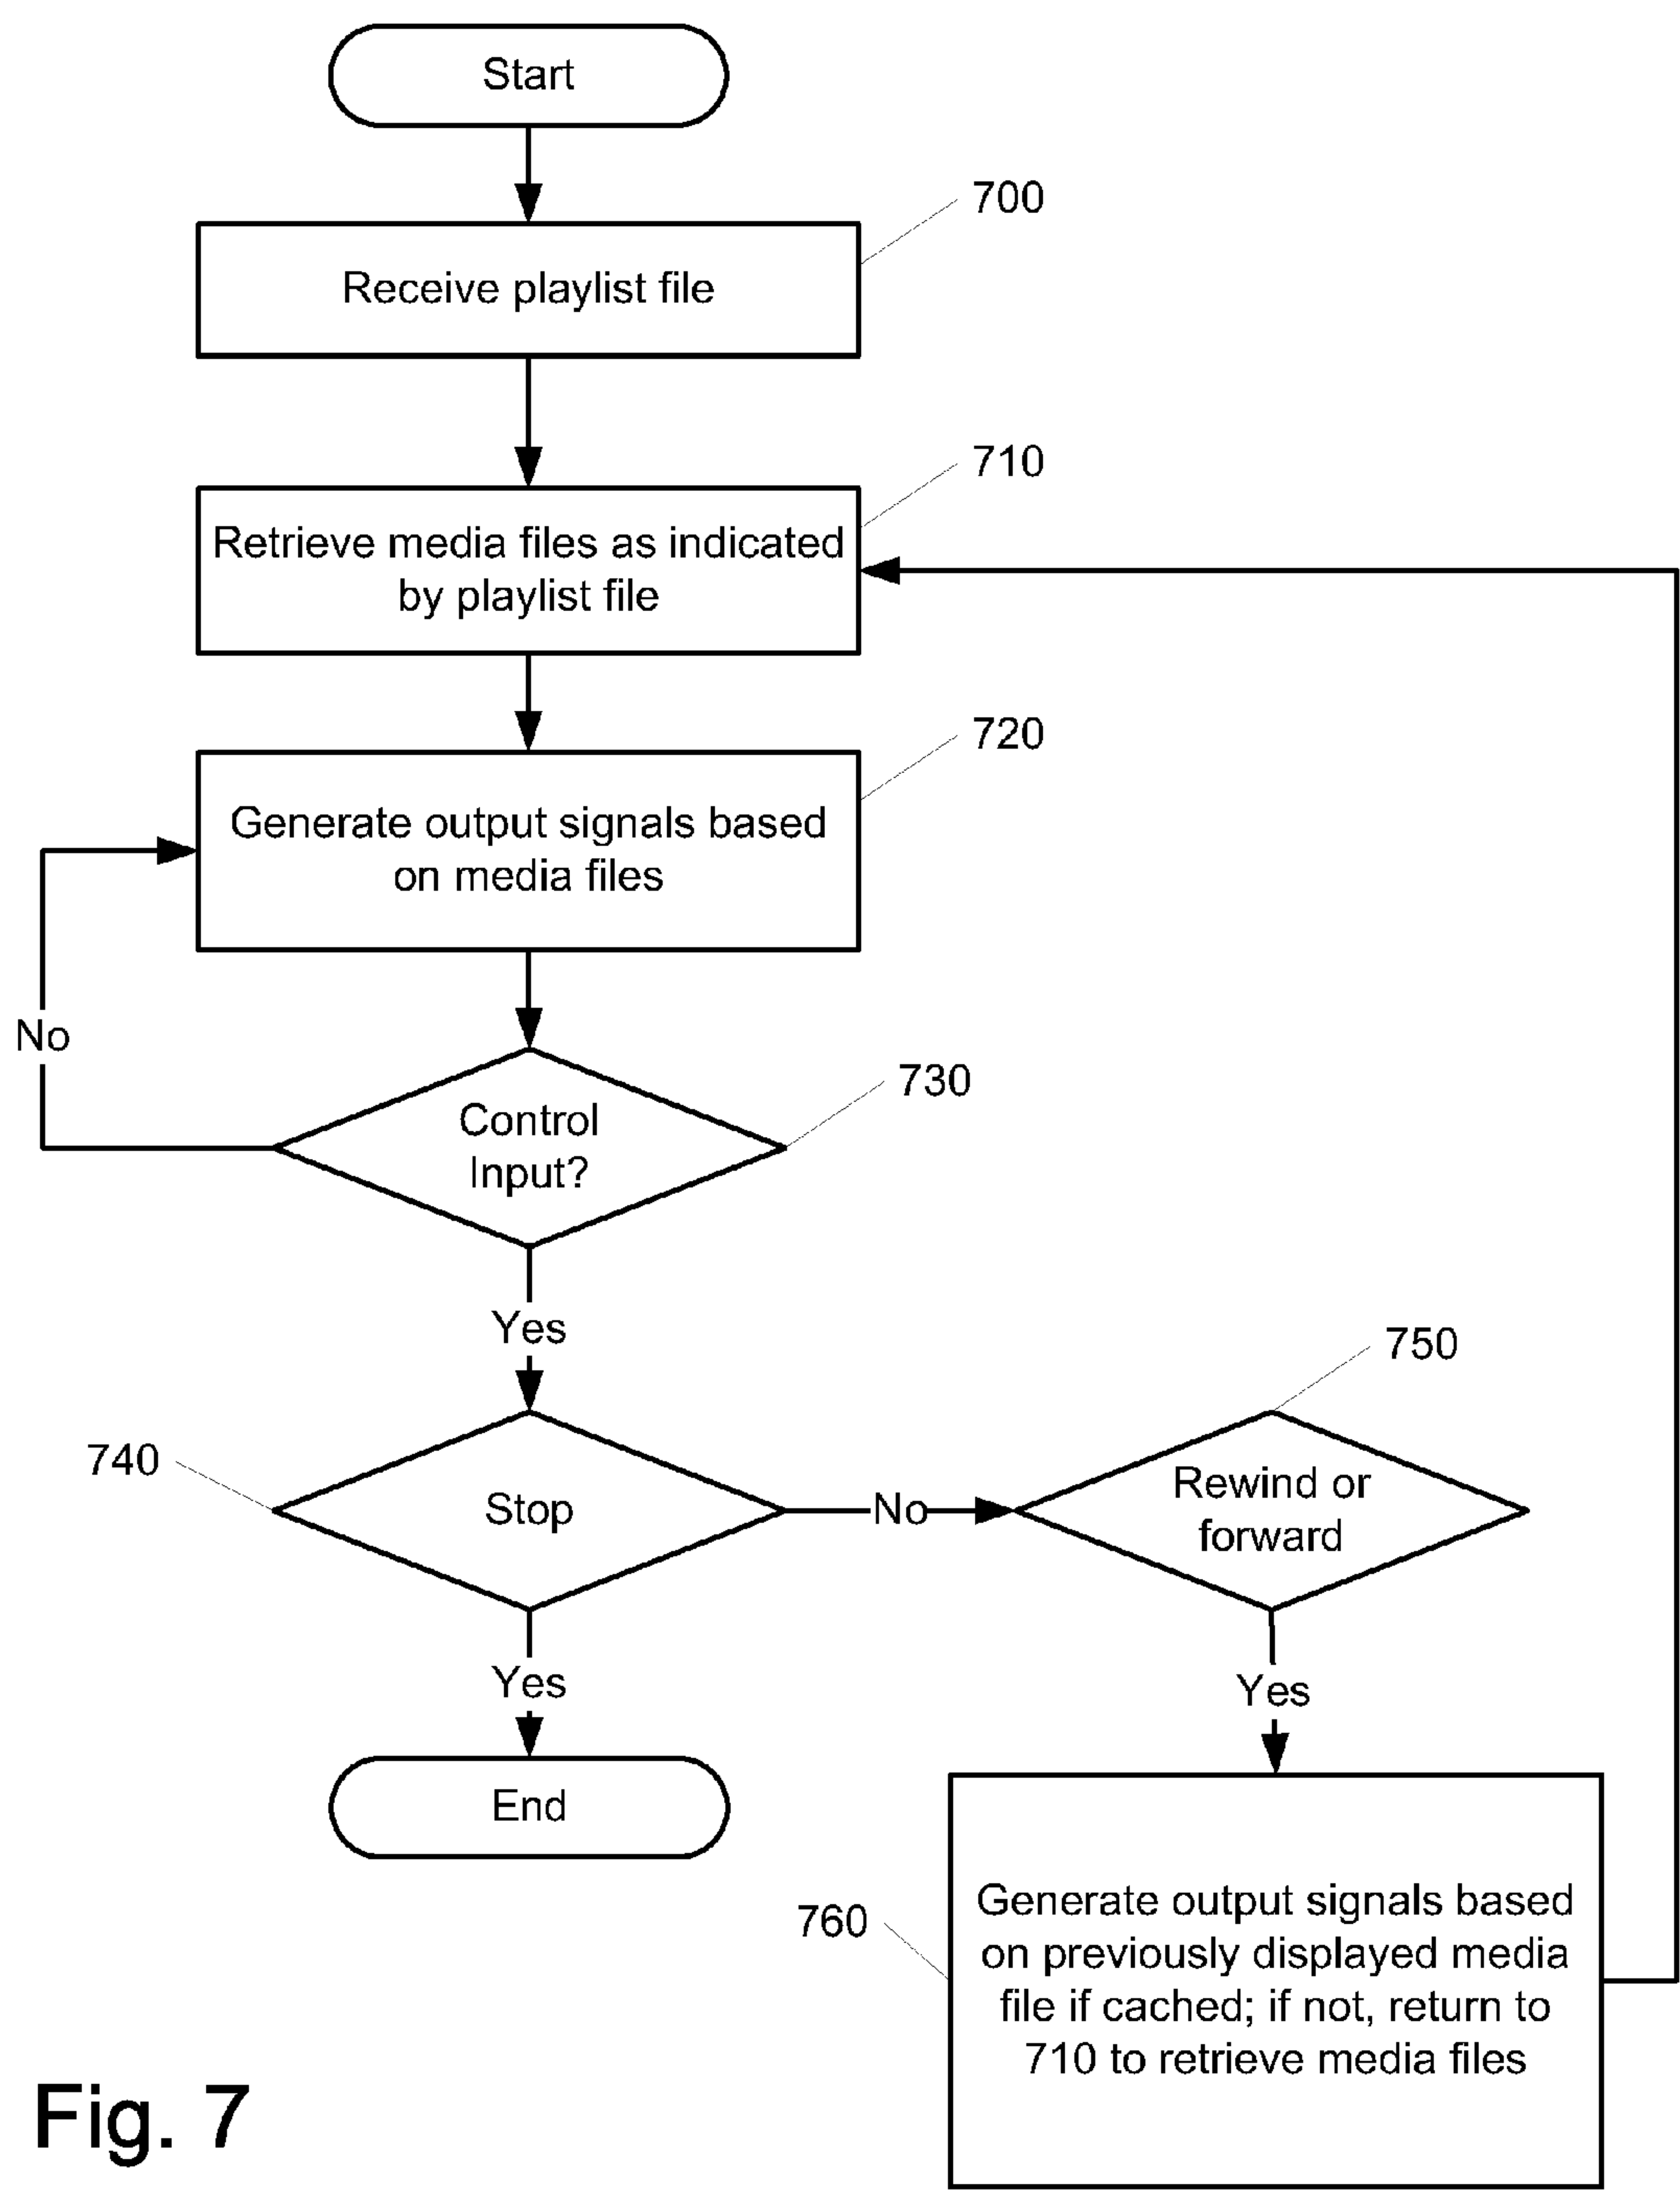 Start
700
Receive playlist file
710
Retrieve media files as indicated
by playlist file
720
Generate output signals based
on media files
No
730
Control
Input?
Yes
750
740
Stop
No
Rewind or
forward
Yes
Yes
End
760
Generate output signals based
on previously displayed media
file if cached; if not, return to
710 to retrieve media files
Fig. 7